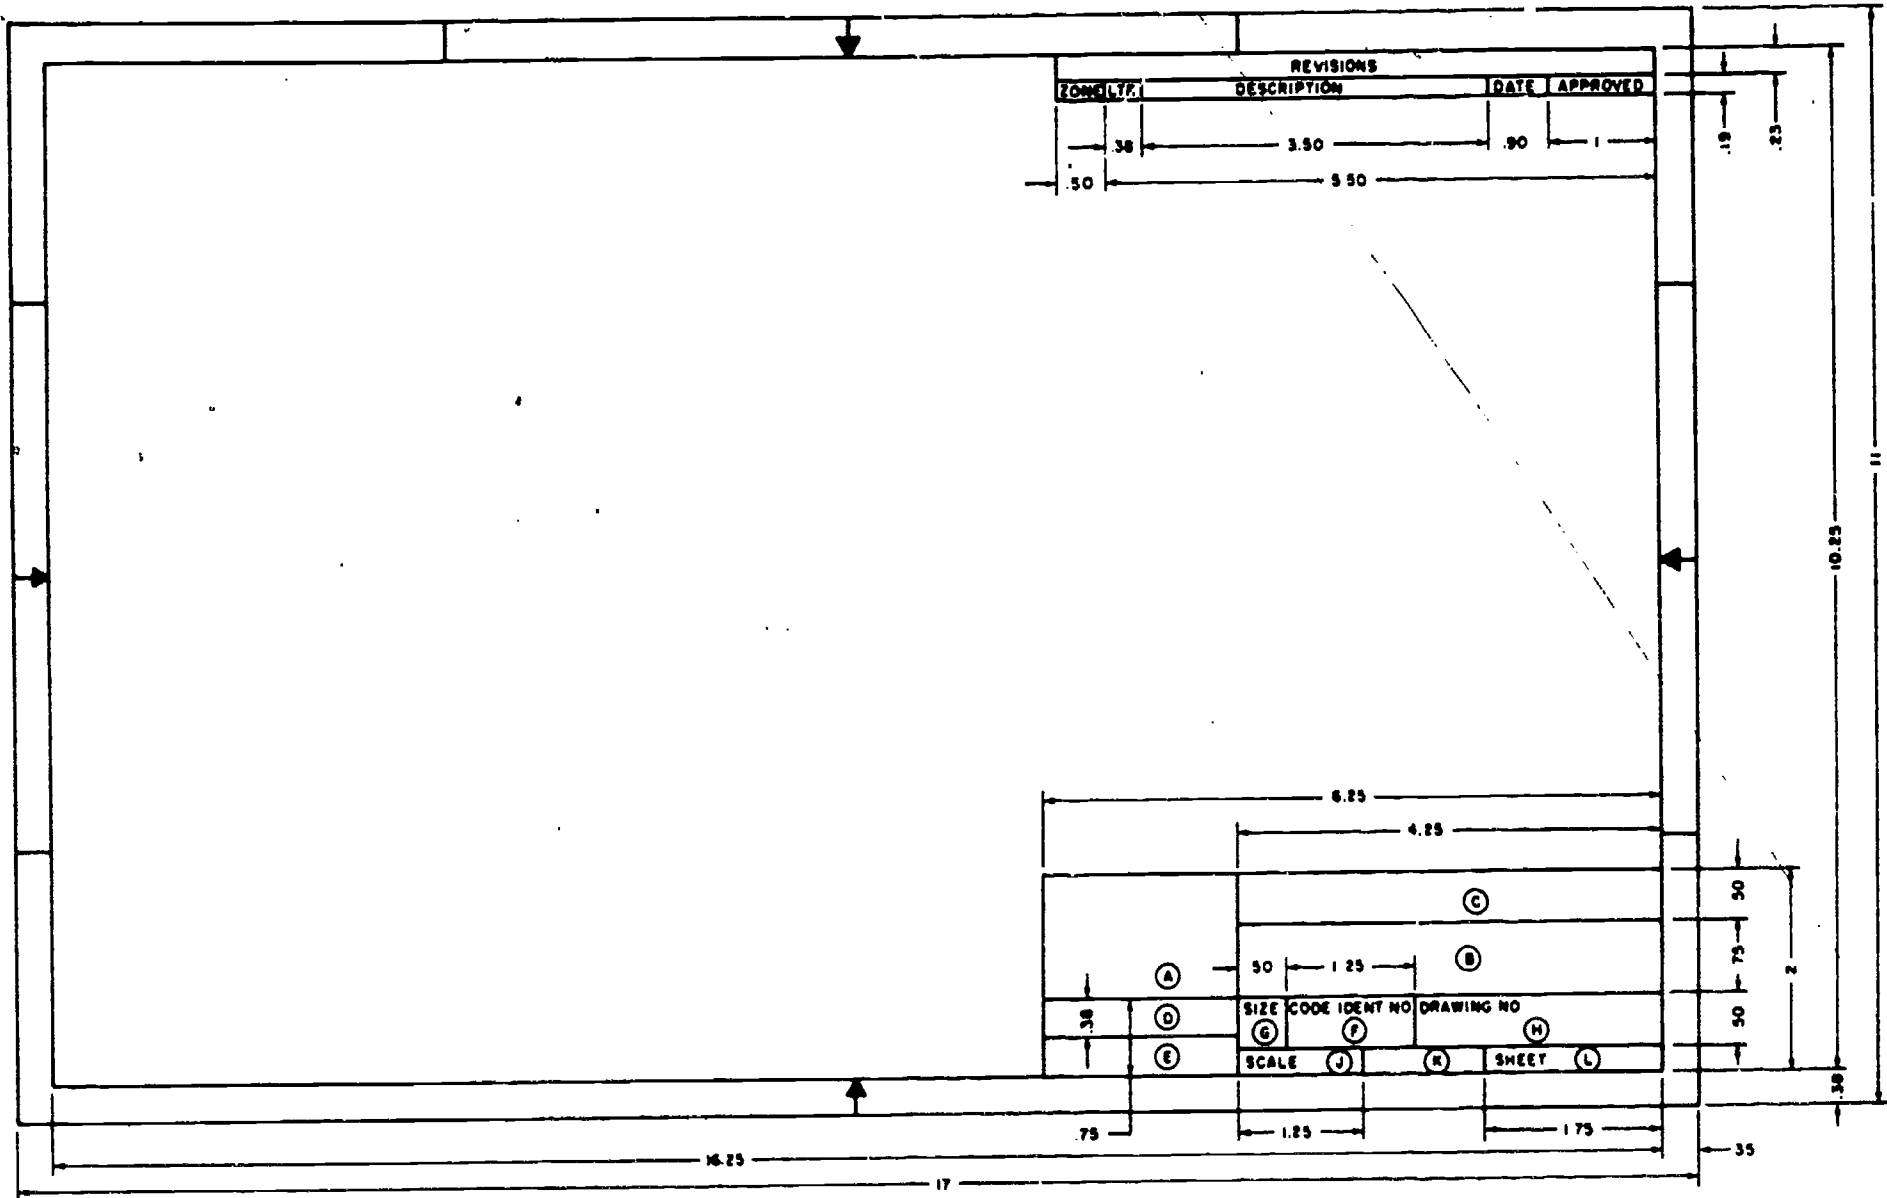 REVISIONS
ZONE LTR DESCRIPTION DATE APPROVED
.38 3.50 .90 1
.19
.25
.50 5.50
11
10.25
6.25
4.25
C
50
B
75
2
A
50 1.25
SIZE CODE IDENT NO DRAWING NO
.38
D
G F H
50
E
SCALE J K SHEET L
.38
.75 1.25 1.75
35
16.25
17